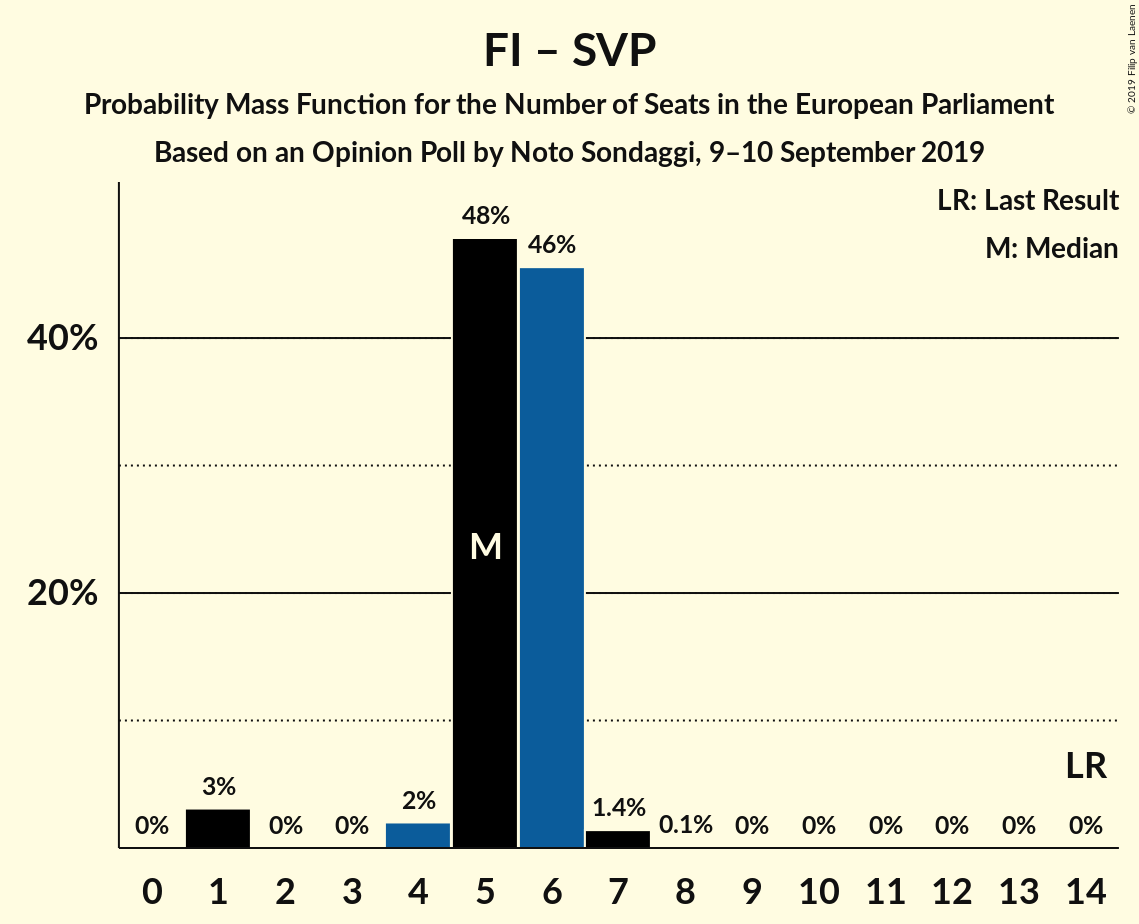 FI – SVP
Probability Mass Function for the Number of Seats in the European Parliament
Based on an Opinion Poll by Noto Sondaggi, 9–10 September 2019
© 2019 Filip van Laenen
LR: Last Result
M: Median
48%
46%
40%
M
20%
LR
3%
2%
1.4%
0%
0%
0%
0.1%
0%
0%
0%
0%
0%
0%
0 1 2 3 4 5 6 7 8 9 10 11 12 13 14